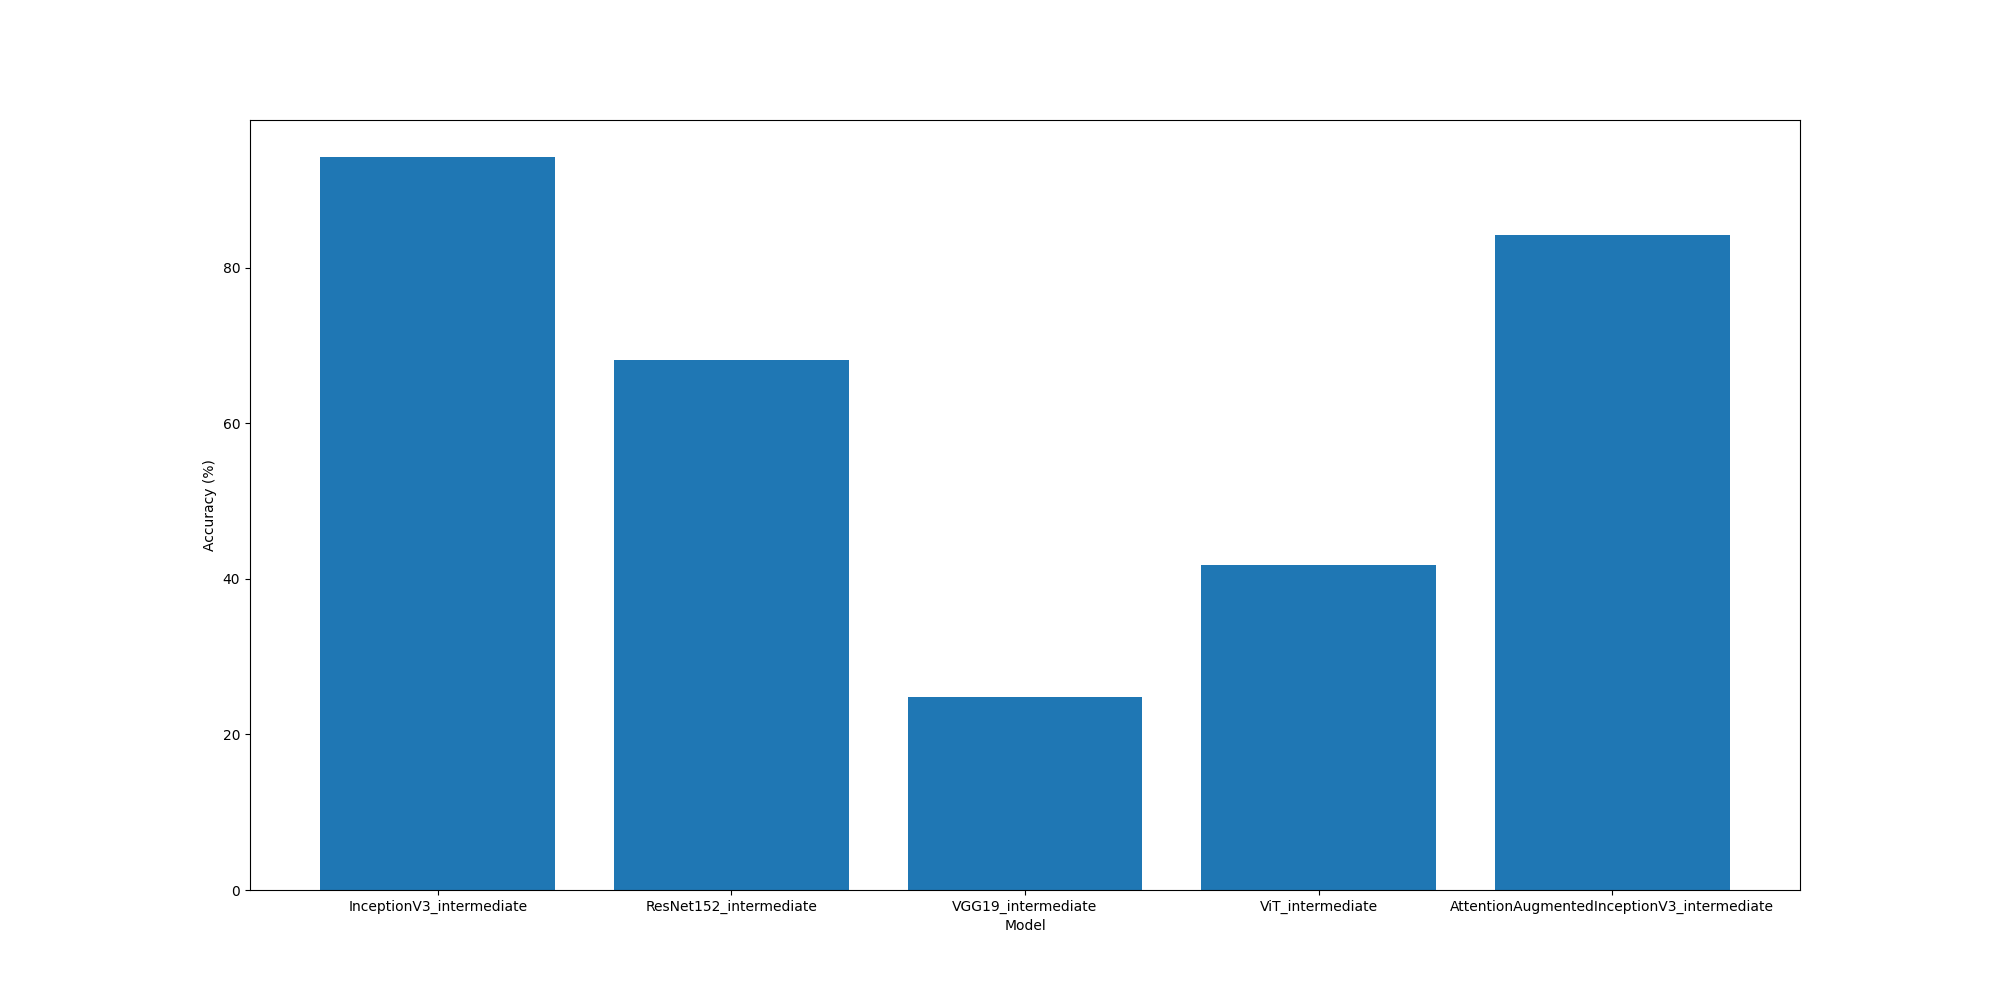 80
60
40
20
0
Accuracy (%)
InceptionV3_intermediate
ResNet152_intermediate
VGG19_intermediate
ViT_intermediate
AttentionAugmentedInceptionV3_intermediate
Model